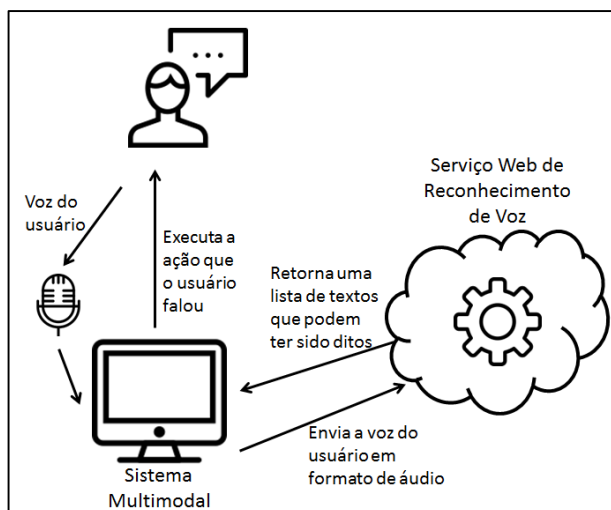 ...
Voz do
usuário
Executa a
ação que
o usuário
falou
Serviço Web de
Reconhecimento
de Voz
Retorna uma
lista de textos
que podem
ter sido ditos
Envia a voz do
usuário em
formato de áudio
Sistema
Multimodal